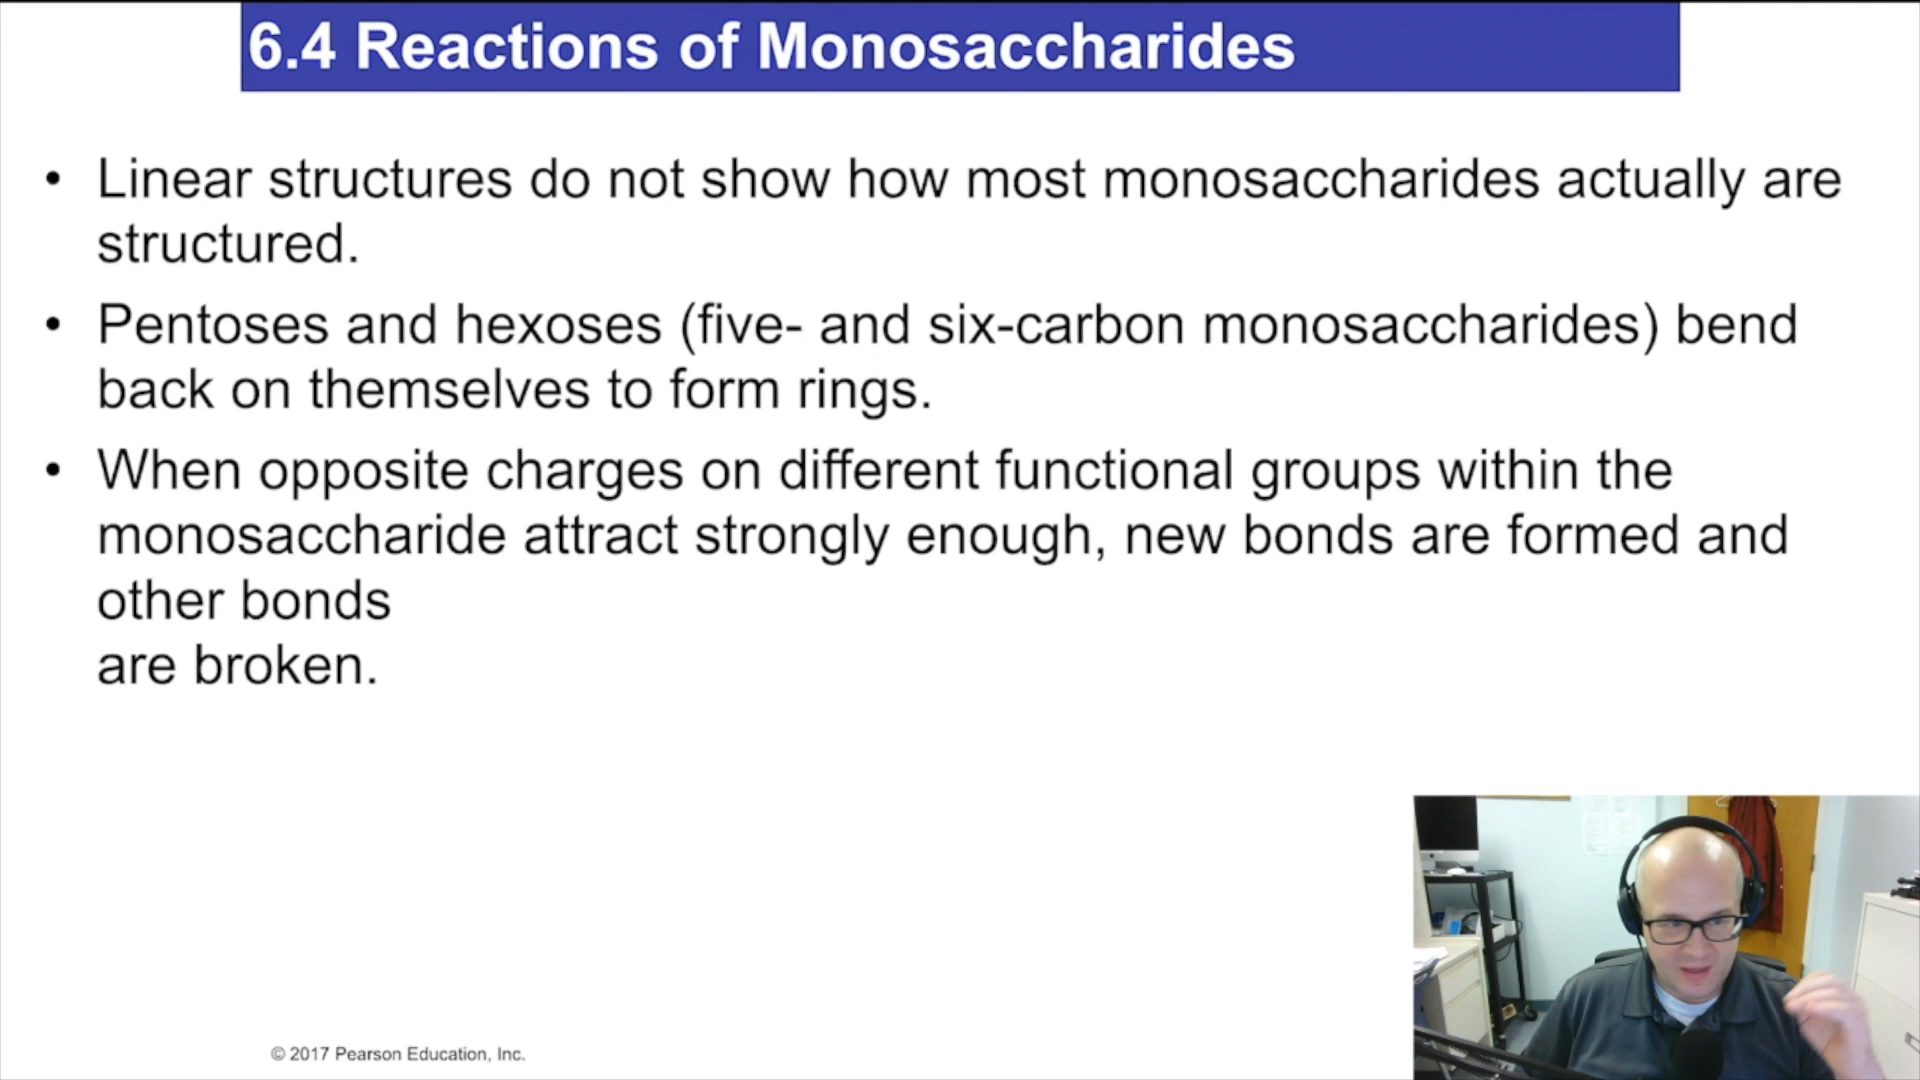 6.4 Reactions of Monosaccharides
• Linear structures do not show how most monosaccharides actually are
structured.
• Pentoses and hexoses (five- and six-carbon monosaccharides) bend
back on themselves to form rings.
• When opposite charges on different functional groups within the
monosaccharide attract strongly enough, new bonds are formed and
other bonds
are broken.
© 2017 Pearson Education, Inc.